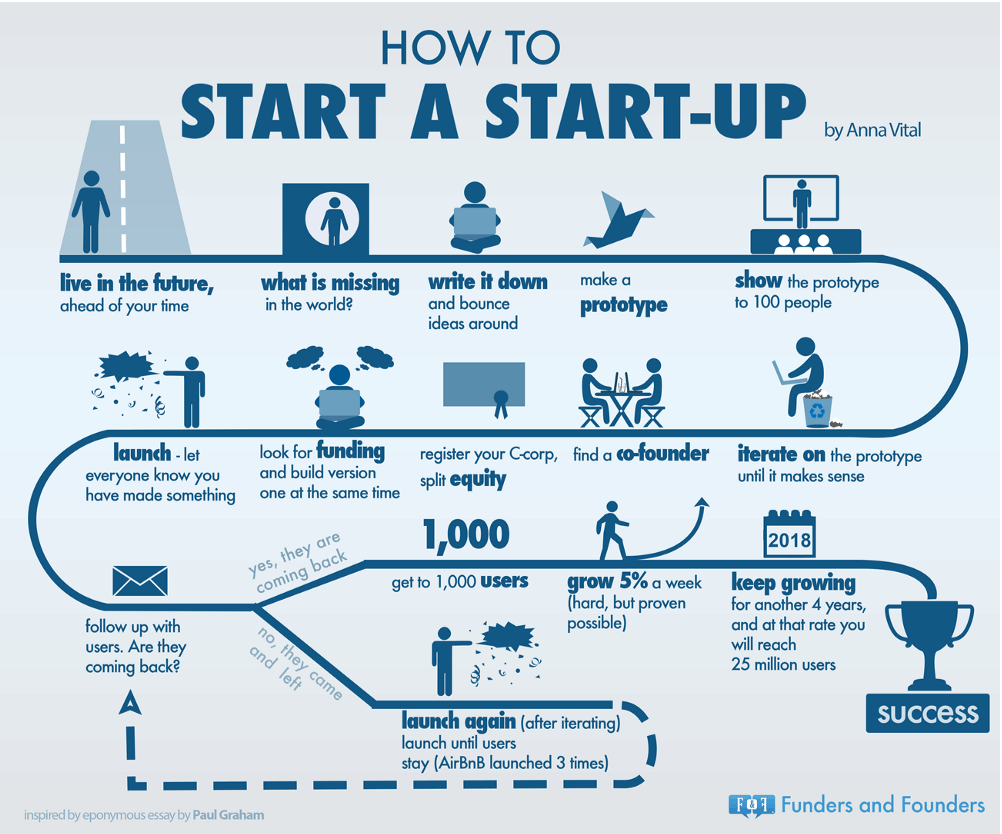 HOW TO
START A START-UP
by Anna Vital
live in the future,
ahead of your time
what is missing
in the world?
write it down
and bounce
ideas around
make a
prototype
show the prototype
to 100 people
launch - let
everyone know you
have made something
look for funding
and build version
one at the same time
register your C-corp,
split equity
find a co-founder
iterate on the prototype
until it makes sense
follow up with
users. Are they
coming back?
yes, they are
coming back
1,000
get to 1,000 users
grow 5% a week
(hard, but proven
possible)
2018
keep growing
for another 4 years,
and at that rate you
will reach
25 million users
success
no, they came
and left
launch again (after iterating)
launch until users
stay (AirBnB launched 3 times)
inspired by eponymous essay by Paul Graham
F&F Funders and Founders